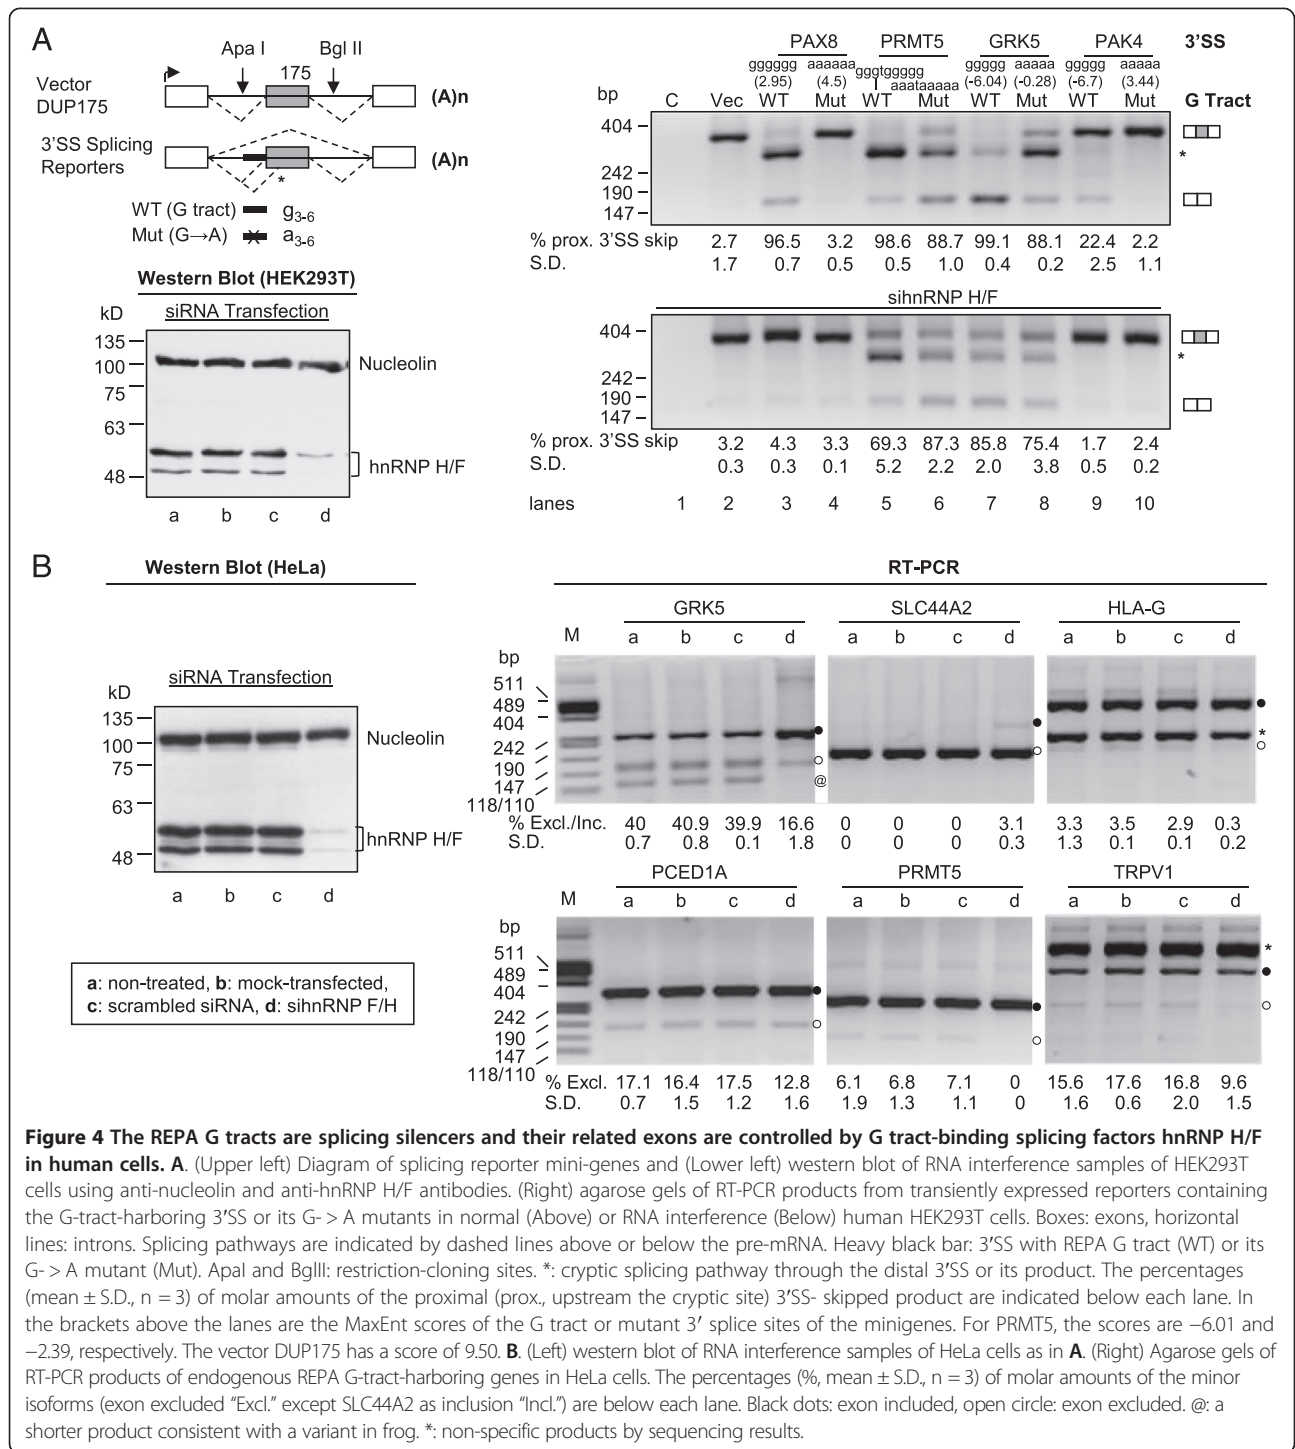 A
Apa I
Bgl II
Vector
DUP175
175
(A)n
3'SS Splicing
Reporters
(A)n
*
WT (G tract)
g3-6
Mut (G→A)
a3-6
Western Blot (HEK293T)
siRNA Transfection
kD
135
100
75
63
48
Nucleolin
hnRNP H/F
a b c d
PAX8 PRMT5 GRK5 PAK4 3'SS
gggggg aaaaaa gggtggggg aaataaaaa ggggg aaaaa ggggg aaaaa
(2.95) (4.5) (-6.04) (-0.28) (-6.7) (3.44)
bp C Vec WT Mut WT Mut WT Mut WT Mut G Tract
404
242
190
147
*
% prox. 3'SS skip 2.7 96.5 3.2 98.6 88.7 99.1 88.1 22.4 2.2
S.D. 1.7 0.7 0.5 0.5 1.0 0.4 0.2 2.5 1.1
sihnRNP H/F
404
242
190
147
*
% prox. 3'SS skip 3.2 4.3 3.3 69.3 87.3 85.8 75.4 1.7 2.4
S.D. 0.3 0.3 0.1 5.2 2.2 2.0 3.8 0.5 0.2
lanes 1 2 3 4 5 6 7 8 9 10
B
Western Blot (HeLa)
siRNA Transfection
kD
135
100
75
63
48
Nucleolin
hnRNP H/F
a b c d
a: non-treated, b: mock-transfected,
c: scrambled siRNA, d: sihnRNP F/H
RT-PCR
GRK5 SLC44A2 HLA-G
M a b c d a b c d a b c d
bp
511
489
404
242
190
147
118/110
@
*
% Excl./Inc. 40 40.9 39.9 16.6 0 0 0 3.1 3.3 3.5 2.9 0.3
S.D. 0.7 0.8 0.1 1.8 0 0 0 0.3 1.3 0.1 0.1 0.2
PCED1A PRMT5 TRPV1
M a b c d a b c d a b c d
bp
511
489
404
242
190
147
118/110
*
% Excl. 17.1 16.4 17.5 12.8 6.1 6.8 7.1 0 15.6 17.6 16.8 9.6
S.D. 0.7 1.5 1.2 1.6 1.9 1.3 1.1 0 1.6 0.6 2.0 1.5
Figure 4 The REPA G tracts are splicing silencers and their related exons are controlled by G tract-binding splicing factors hnRNP H/F
in human cells. A. (Upper left) Diagram of splicing reporter mini-genes and (Lower left) western blot of RNA interference samples of HEK293T
cells using anti-nucleolin and anti-hnRNP H/F antibodies. (Right) agarose gels of RT-PCR products from transiently expressed reporters containing
the G-tract-harboring 3′SS or its G- > A mutants in normal (Above) or RNA interference (Below) human HEK293T cells. Boxes: exons, horizontal
lines: introns. Splicing pathways are indicated by dashed lines above or below the pre-mRNA. Heavy black bar: 3′SS with REPA G tract (WT) or its
G- > A mutant (Mut). ApaI and BglII: restriction-cloning sites. *: cryptic splicing pathway through the distal 3′SS or its product. The percentages
(mean ± S.D., n = 3) of molar amounts of the proximal (prox., upstream the cryptic site) 3′SS- skipped product are indicated below each lane. In
the brackets above the lanes are the MaxEnt scores of the G tract or mutant 3′ splice sites of the minigenes. For PRMT5, the scores are −6.01 and
−2.39, respectively. The vector DUP175 has a score of 9.50. B. (Left) western blot of RNA interference samples of HeLa cells as in A. (Right) Agarose gels of
RT-PCR products of endogenous REPA G-tract-harboring genes in HeLa cells. The percentages (%, mean ± S.D., n = 3) of molar amounts of the minor
isoforms (exon excluded “Excl.” except SLC44A2 as inclusion “Incl.”) are below each lane. Black dots: exon included, open circle: exon excluded. @: a
shorter product consistent with a variant in frog. *: non-specific products by sequencing results.